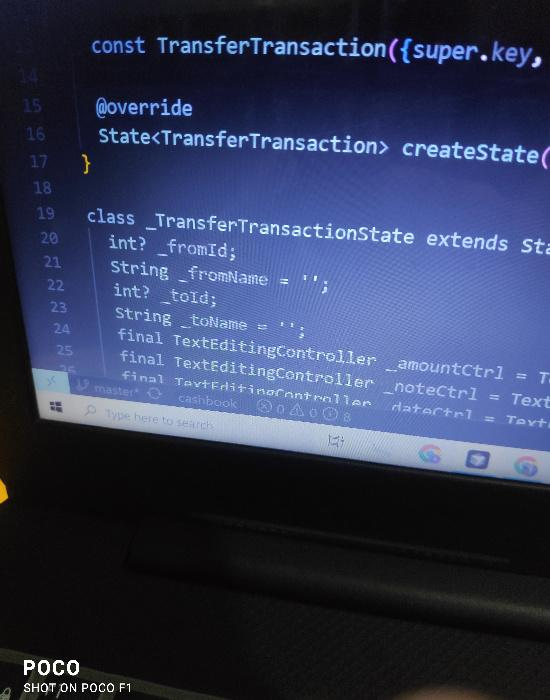 13 const TransferTransaction({super.key,
14
15 @override
16 State<TransferTransaction> createState(
17 }
18
19 class _TransferTransactionState extends Sta
20 int? _fromId;
21 String _fromName = '';
22 int? _toId;
23 String _toName = '';
24 final TextEditingController _amountCtrl = Te
25 final TextEditingController _noteCtrl = Text
26 final TextEditingController _dateCtrl = Text
master* cashbook 0 0 8
Type here to search
POCO
SHOT ON POCO F1